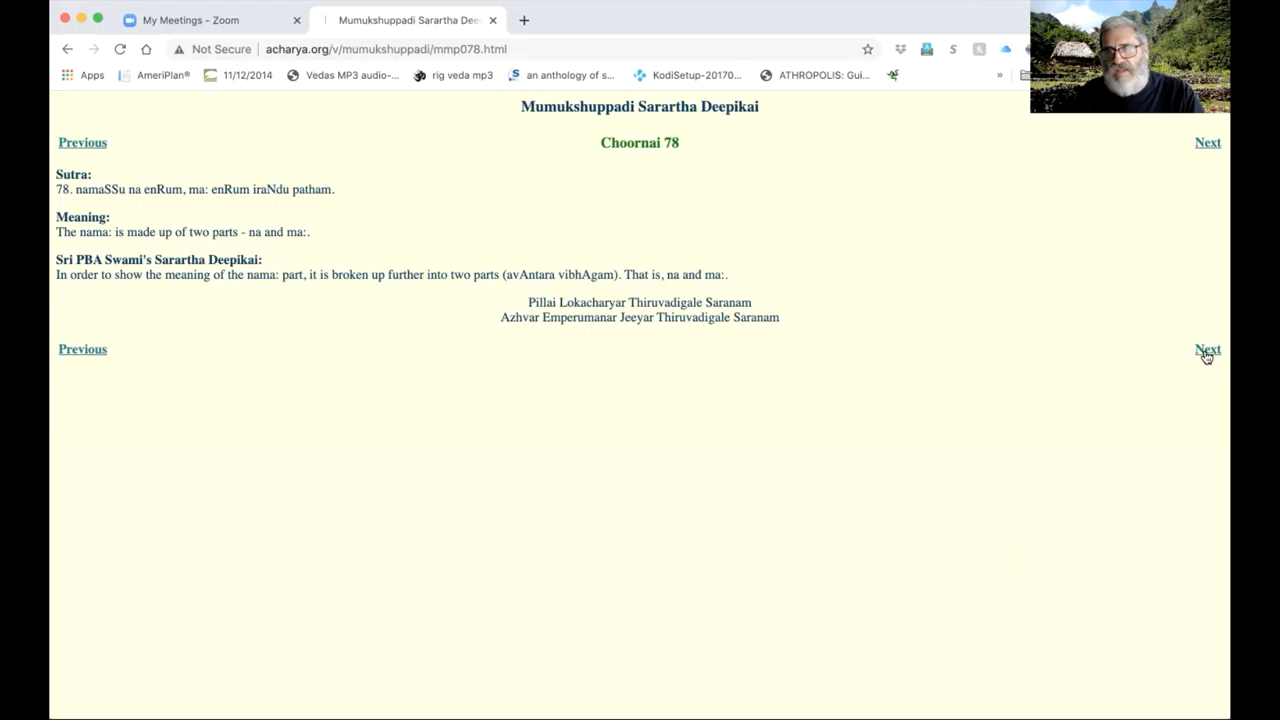 My Meetings - Zoom
Mumukshuppadi Sarartha Dee
Not Secure | acharya.org/v/mumukshuppadi/mmp078.html
Apps AmeriPlan® 11/12/2014 Vedas MP3 audio-... rig veda mp3 an anthology of s... KodiSetup-20170... ATHROPOLIS: Gui... »
Mumukshuppadi Sarartha Deepikai
Previous Choornai 78 Next
Sutra:
78. namaSSu na enRum, ma: enRum iraNdu patham.
Meaning:
The nama: is made up of two parts - na and ma:.
Sri PBA Swami's Sarartha Deepikai:
In order to show the meaning of the nama: part, it is broken up further into two parts (avAntara vibhAgam). That is, na and ma:.
Pillai Lokacharyar Thiruvadigale Saranam
Azhvar Emperumanar Jeeyar Thiruvadigale Saranam
Previous Next